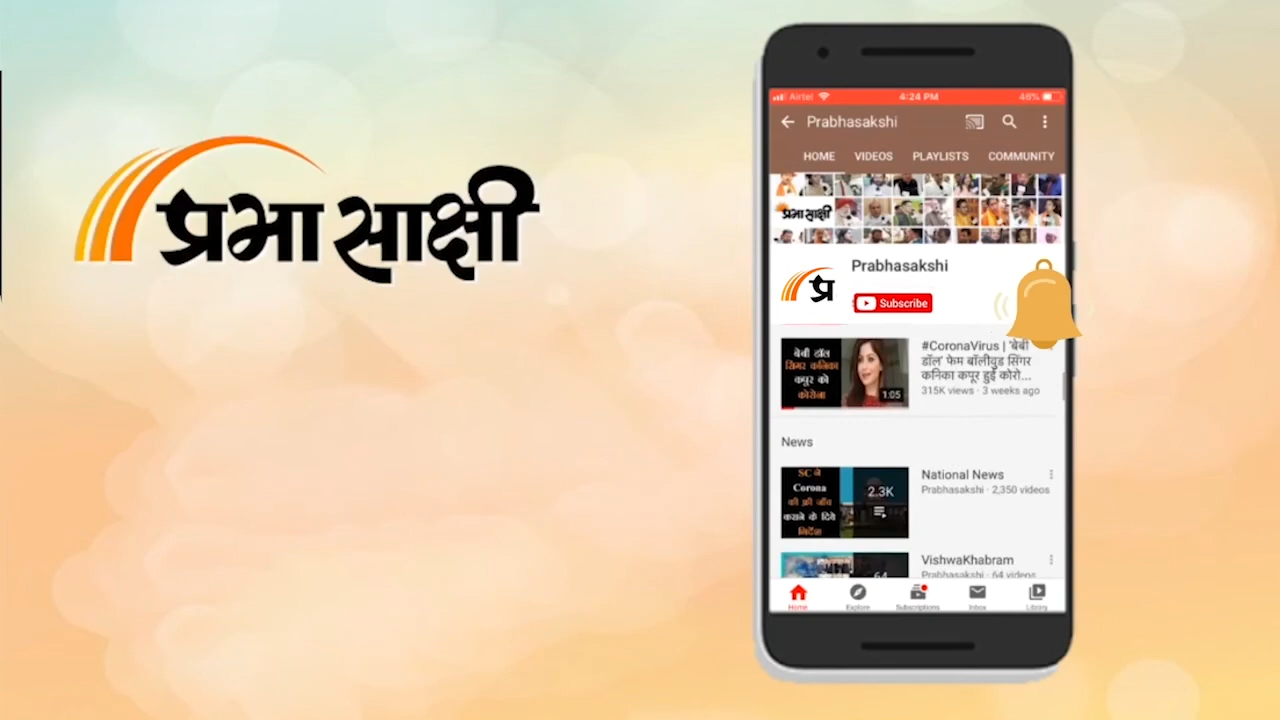 प्रभा साक्षी
Airtel 4:24 PM 46%
Prabhasakshi
HOME VIDEOS PLAYLISTS COMMUNITY
प्रभा साक्षी
Prabhasakshi
प्र
Subscribe
बेबी डॉल
सिंगर कनिका
कपूर को
कोरोना
1:05
#CoronaVirus | 'बेबी
डॉल' फेम बॉलीवुड सिंगर
कनिका कपूर हुईं कोरो...
315K views · 3 weeks ago
News
SC ने
Corona
की फ्री जाँच
कराने के दिये
निर्देश
2.3K
National News
Prabhasakshi · 2,350 videos
64
VishwaKhabram
Prabhasakshi · 64 videos
Home Explore Subscriptions Inbox Library